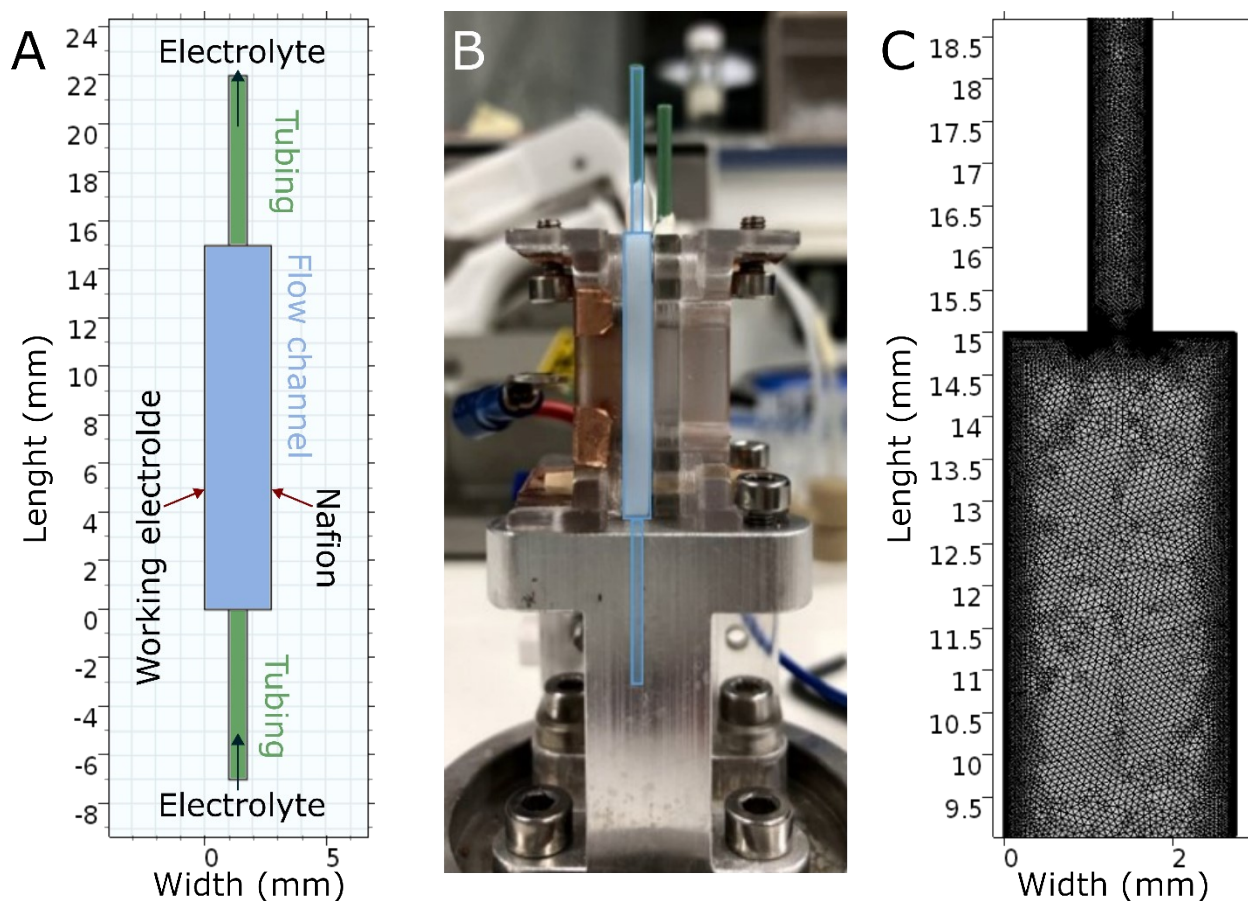 A
Electrolyte
24
22
20
18
16
14
12
10
8
6
4
2
0
-2
-4
-6
-8
Lenght (mm)
Tubing
Flow channel
Working electrolde
Nafion
Tubing
Electrolyte
0
5
Width (mm)
B
C
18.5
18
17.5
17
16.5
16
15.5
15
14.5
14
13.5
13
12.5
12
11.5
11
10.5
10
9.5
Lenght (mm)
0
2
Width (mm)